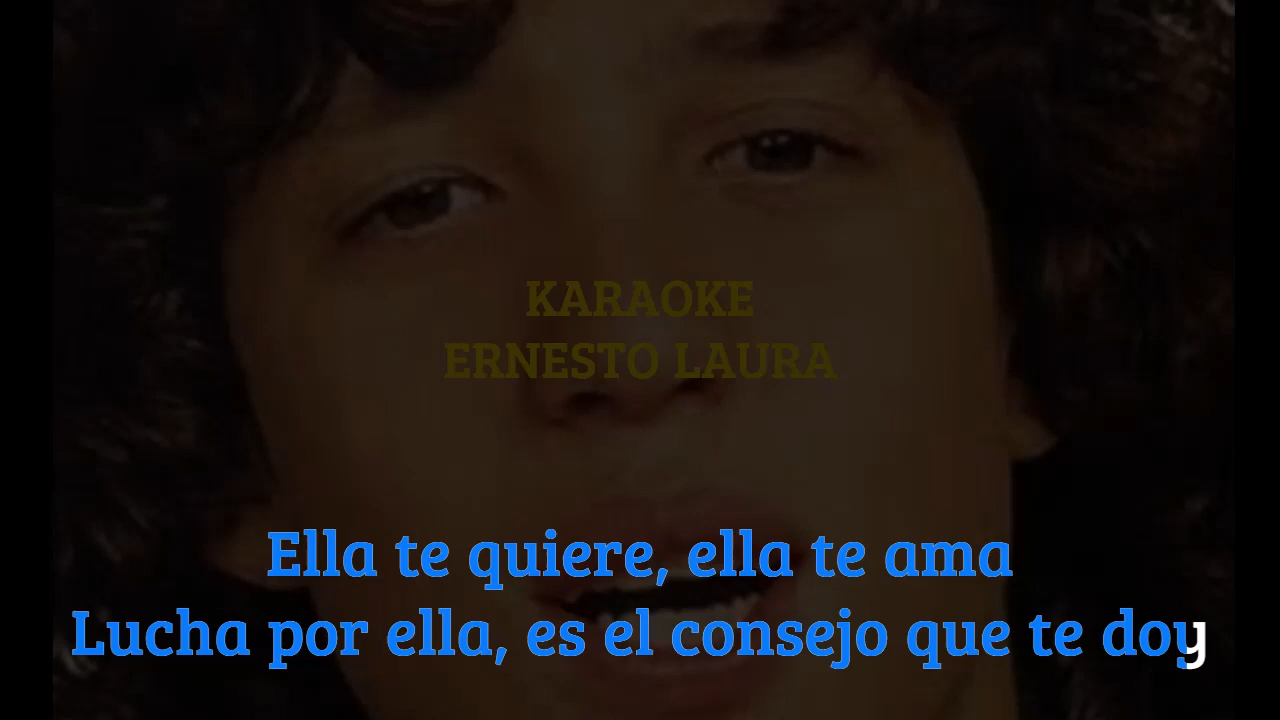 KARAOKE
ERNESTO LAURA
Ella te quiere, ella te ama
Lucha por ella, es el consejo que te doy